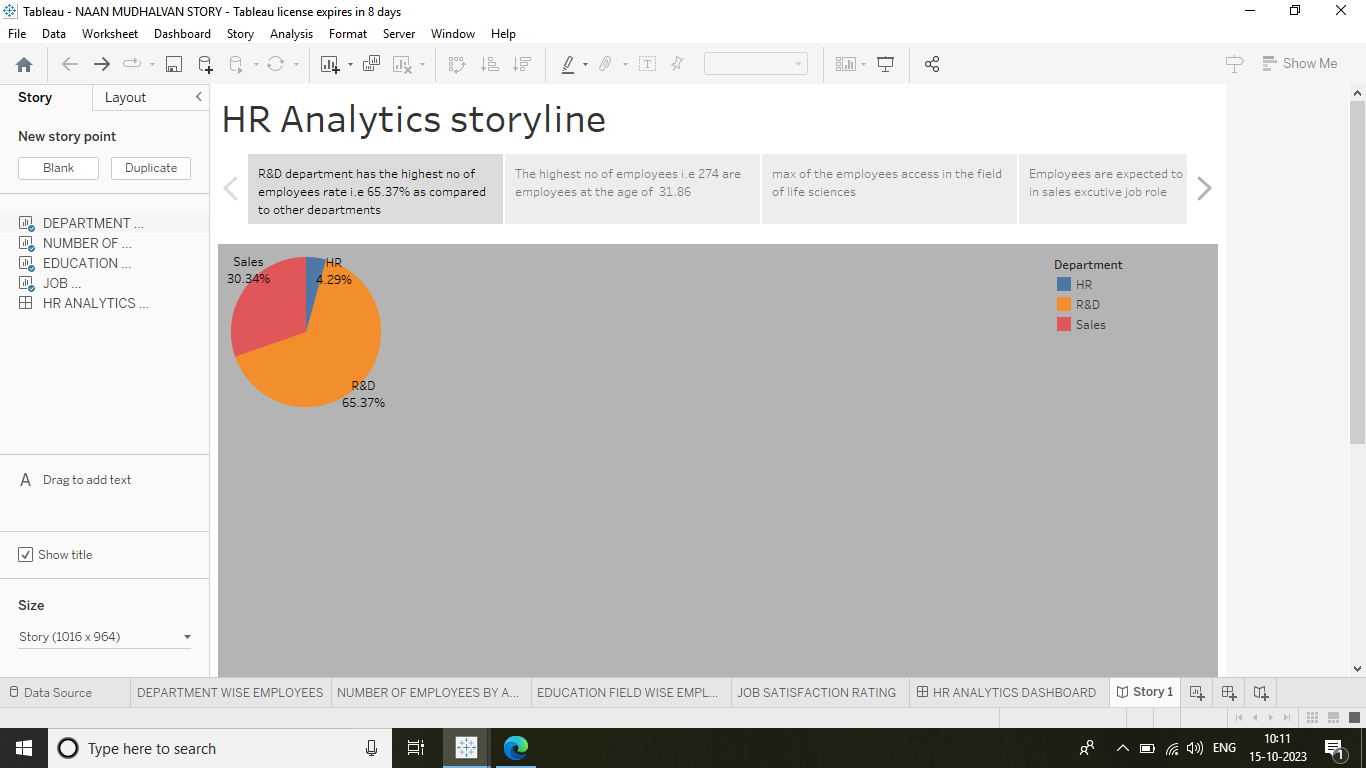 Tableau - NAAN MUDHALVAN STORY - Tableau license expires in 8 days
File Data Worksheet Dashboard Story Analysis Format Server Window Help
Show Me
Story Layout
New story point
Blank Duplicate
DEPARTMENT ...
NUMBER OF ...
EDUCATION ...
JOB ...
HR ANALYTICS ...
A Drag to add text
Show title
Size
Story (1016 x 964)
HR Analytics storyline
R&D department has the highest no of
employees rate i.e 65.37% as compared
to other departments
The highest no of employees i.e 274 are
employees at the age of 31.86
max of the employees access in the field
of life sciences
Employees are expected to
in sales excutive job role
Sales
30.34%
HR
4.29%
R&D
65.37%
Department
HR
R&D
Sales
Data Source DEPARTMENT WISE EMPLOYEES NUMBER OF EMPLOYEES BY A... EDUCATION FIELD WISE EMPL... JOB SATISFACTION RATING HR ANALYTICS DASHBOARD Story 1
Type here to search
ENG
10:11
15-10-2023
1